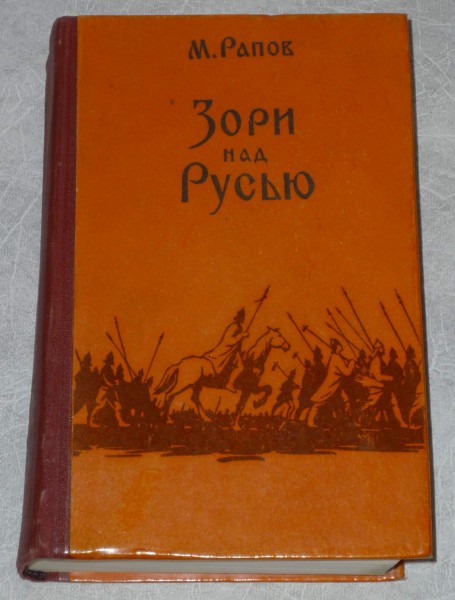 М. Рапов
Зори
над
Русью